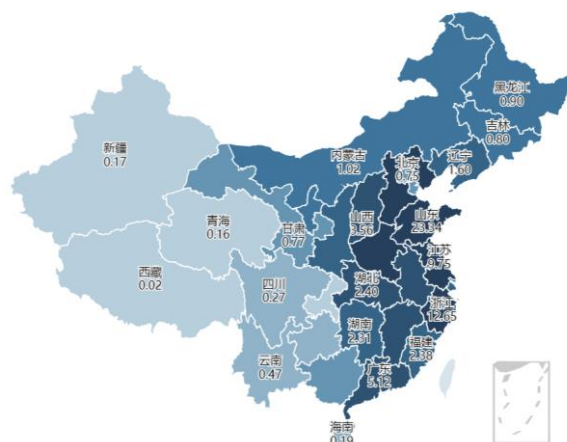 黑龙江
0.90
吉林
0.80
辽宁
1.60
内蒙古
1.02
北京
0.75
新疆
0.17
山西
3.56
山东
23.34
青海
0.16
甘肃
0.77
江苏
9.75
西藏
0.02
四川
0.27
湖北
2.40
浙江
12.65
湖南
2.31
福建
2.38
云南
0.47
广东
5.12
海南
0.19